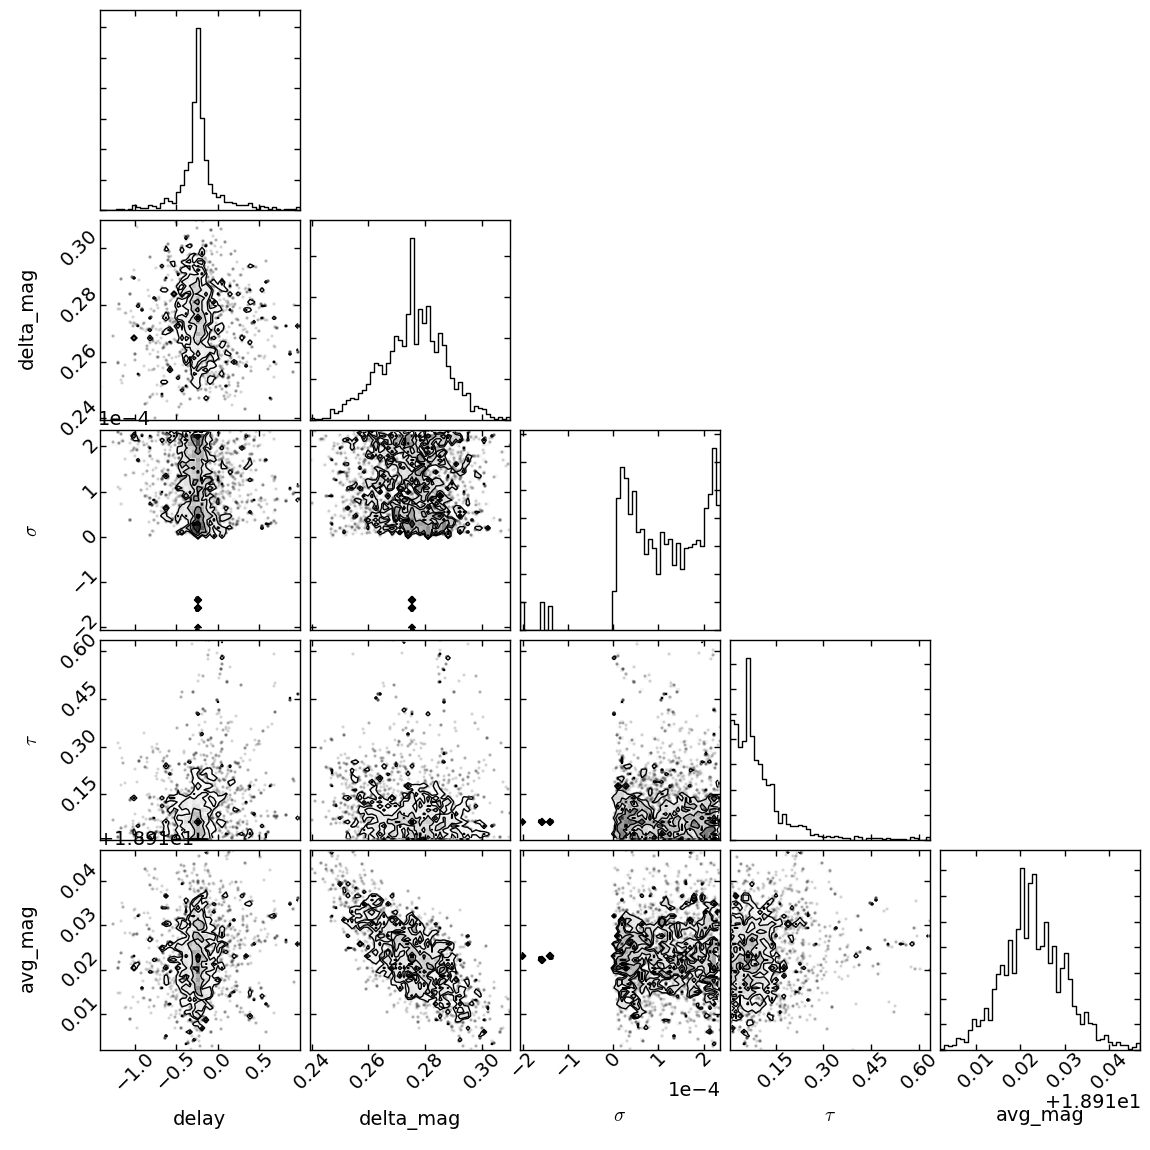 0.30
0.28
0.26
0.24
delta_mag
1e−4
2
1
0
−1
−2
σ
0.60
0.45
0.30
0.15
τ
+1.891e1
0.04
0.03
0.02
0.01
avg_mag
−1.0 −0.5 0.0 0.5
delay
0.24 0.26 0.28 0.30
delta_mag
−2 −1 0 1 2
1e−4
σ
0.15 0.30 0.45 0.60
τ
0.01 0.02 0.03 0.04
+1.891e1
avg_mag